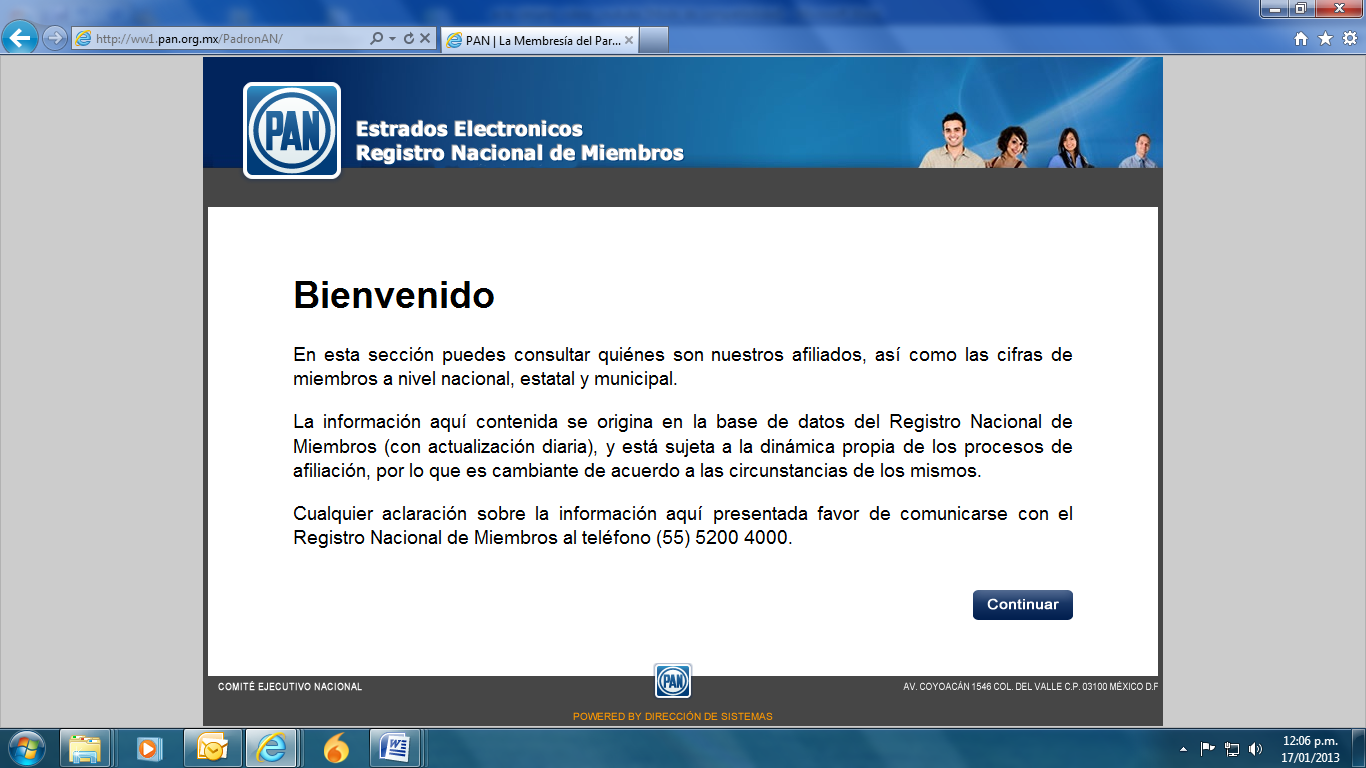 http://ww1.pan.org.mx/PadronAN/
PAN | La Membresía del Par...
PAN
Estrados Electronicos
Registro Nacional de Miembros
Bienvenido
En esta sección puedes consultar quiénes son nuestros afiliados, así como las cifras de
miembros a nivel nacional, estatal y municipal.
La información aquí contenida se origina en la base de datos del Registro Nacional de
Miembros (con actualización diaria), y está sujeta a la dinámica propia de los procesos de
afiliación, por lo que es cambiante de acuerdo a las circunstancias de los mismos.
Cualquier aclaración sobre la información aquí presentada favor de comunicarse con el
Registro Nacional de Miembros al teléfono (55) 5200 4000.
Continuar
COMITÉ EJECUTIVO NACIONAL
PAN
AV. COYOACÁN 1546 COL. DEL VALLE C.P. 03100 MÉXICO D.F
POWERED BY DIRECCIÓN DE SISTEMAS
12:06 p.m.
17/01/2013